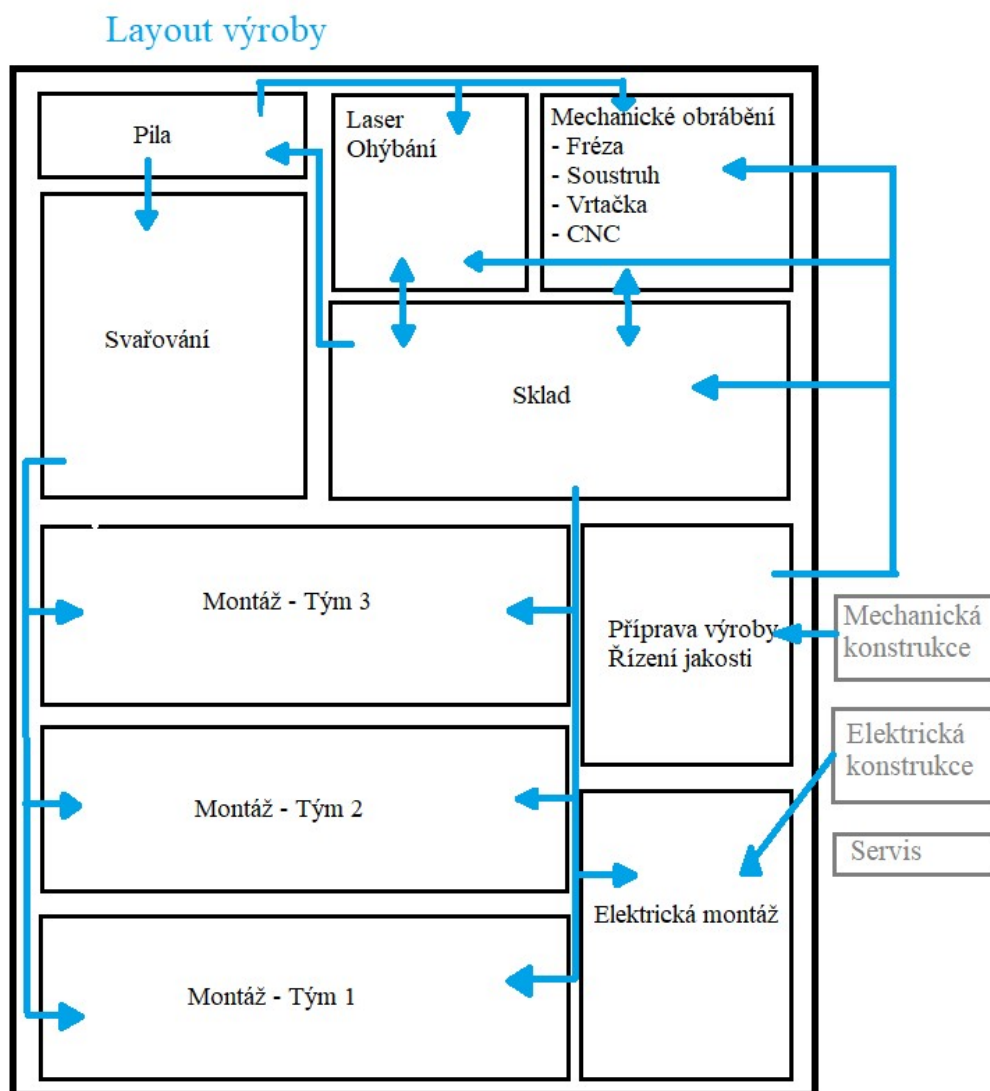 Layout výroby
Pila
Laser
Ohýbání
Mechanické obrábění
- Fréza
- Soustruh
- Vrtačka
- CNC
Svařování
Sklad
Montáž - Tým 3
Příprava výroby
Řízení jakosti
Mechanická
konstrukce
Elektrická
konstrukce
Montáž - Tým 2
Servis
Elektrická montáž
Montáž - Tým 1